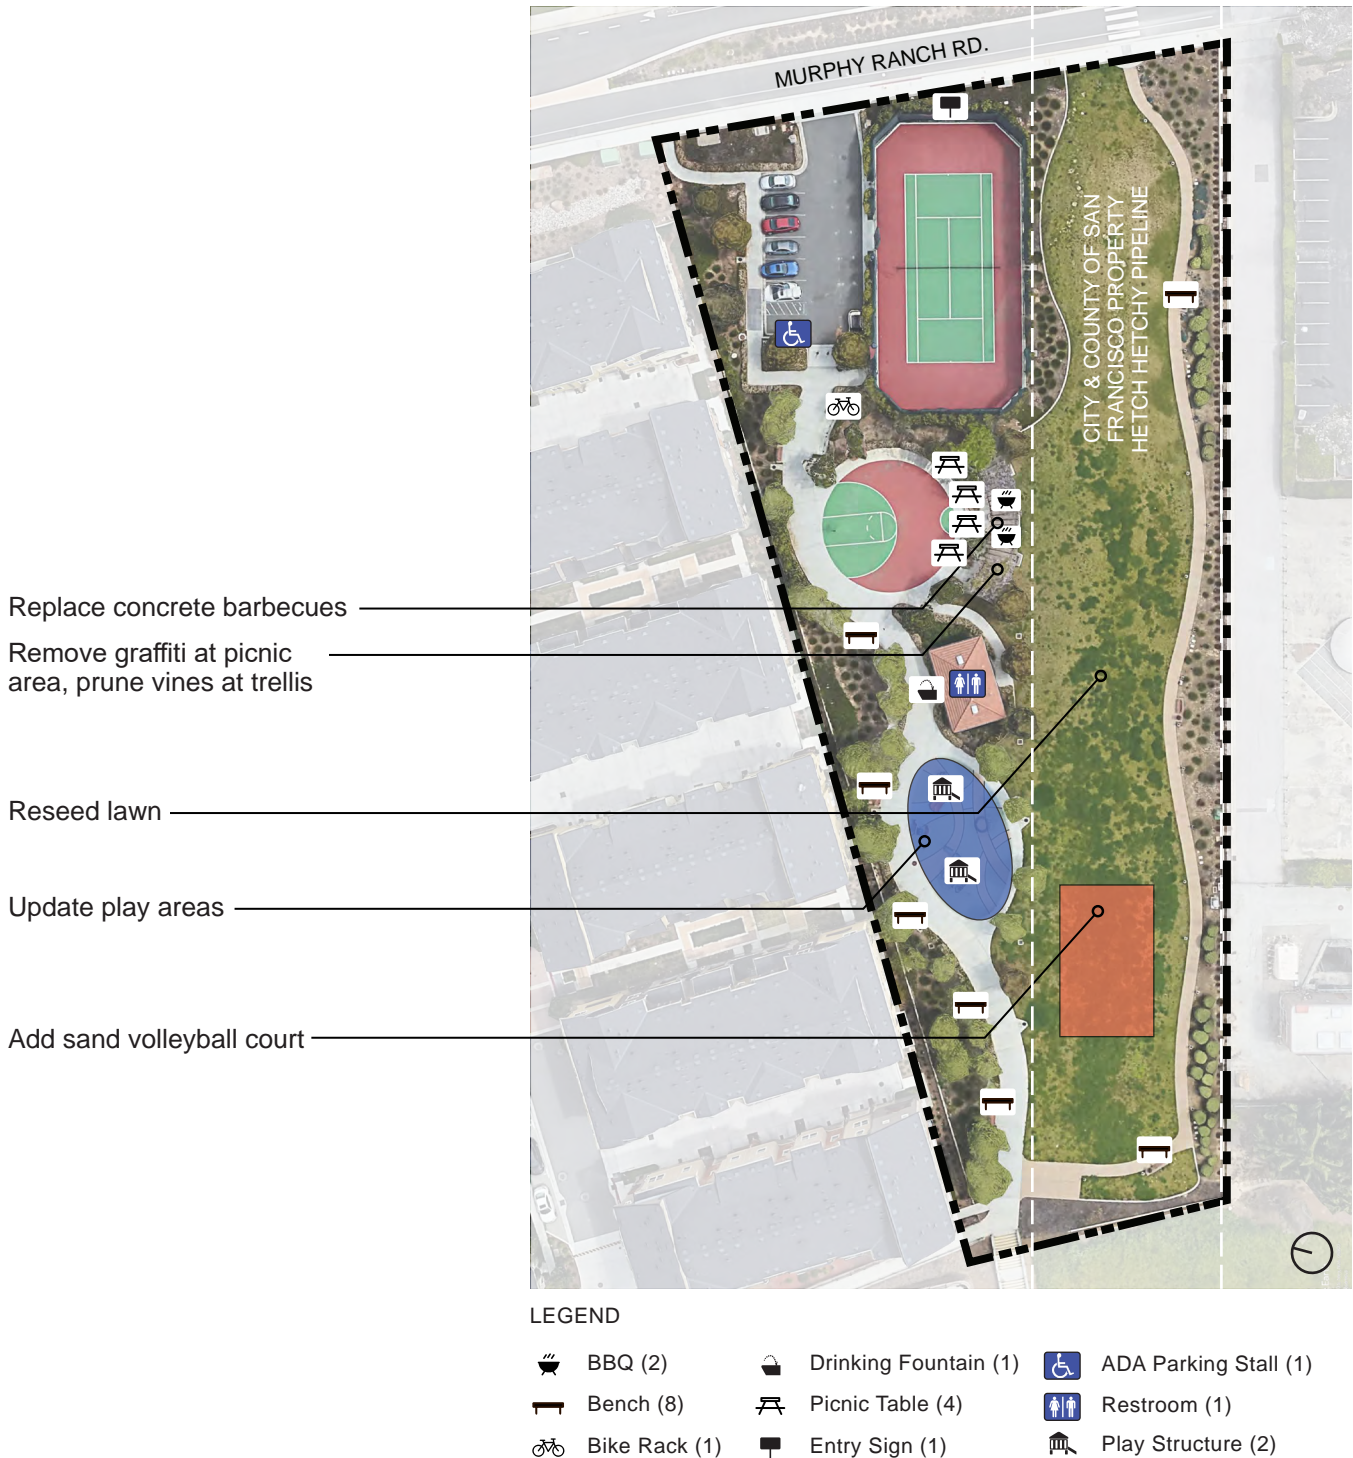 MURPHY RANCH RD.
CITY & COUNTY OF SAN
FRANCISCO PROPERTY
HETCH HETCHY PIPELINE
Replace concrete barbecues
Remove graffiti at picnic
area, prune vines at trellis
Reseed lawn
Update play areas
Add sand volleyball court
LEGEND
BBQ (2)
Bench (8)
Bike Rack (1)
Drinking Fountain (1)
Picnic Table (4)
Entry Sign (1)
ADA Parking Stall (1)
Restroom (1)
Play Structure (2)